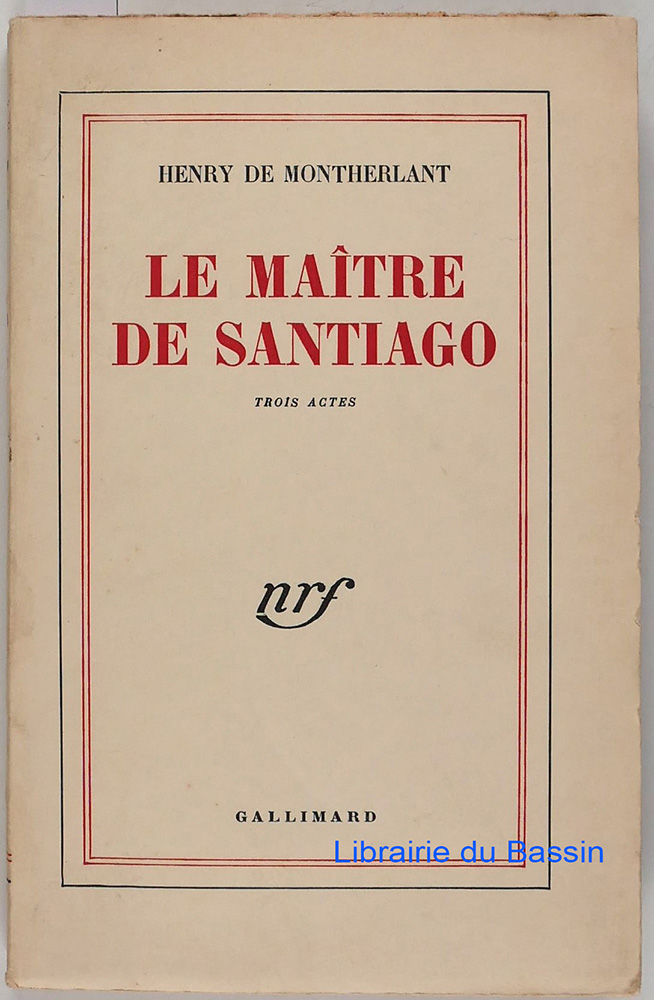 HENRY DE MONTHERLANT
LE MAÎTRE
DE SANTIAGO
TROIS ACTES
nrf
GALLIMARD
Librairie du Bassin